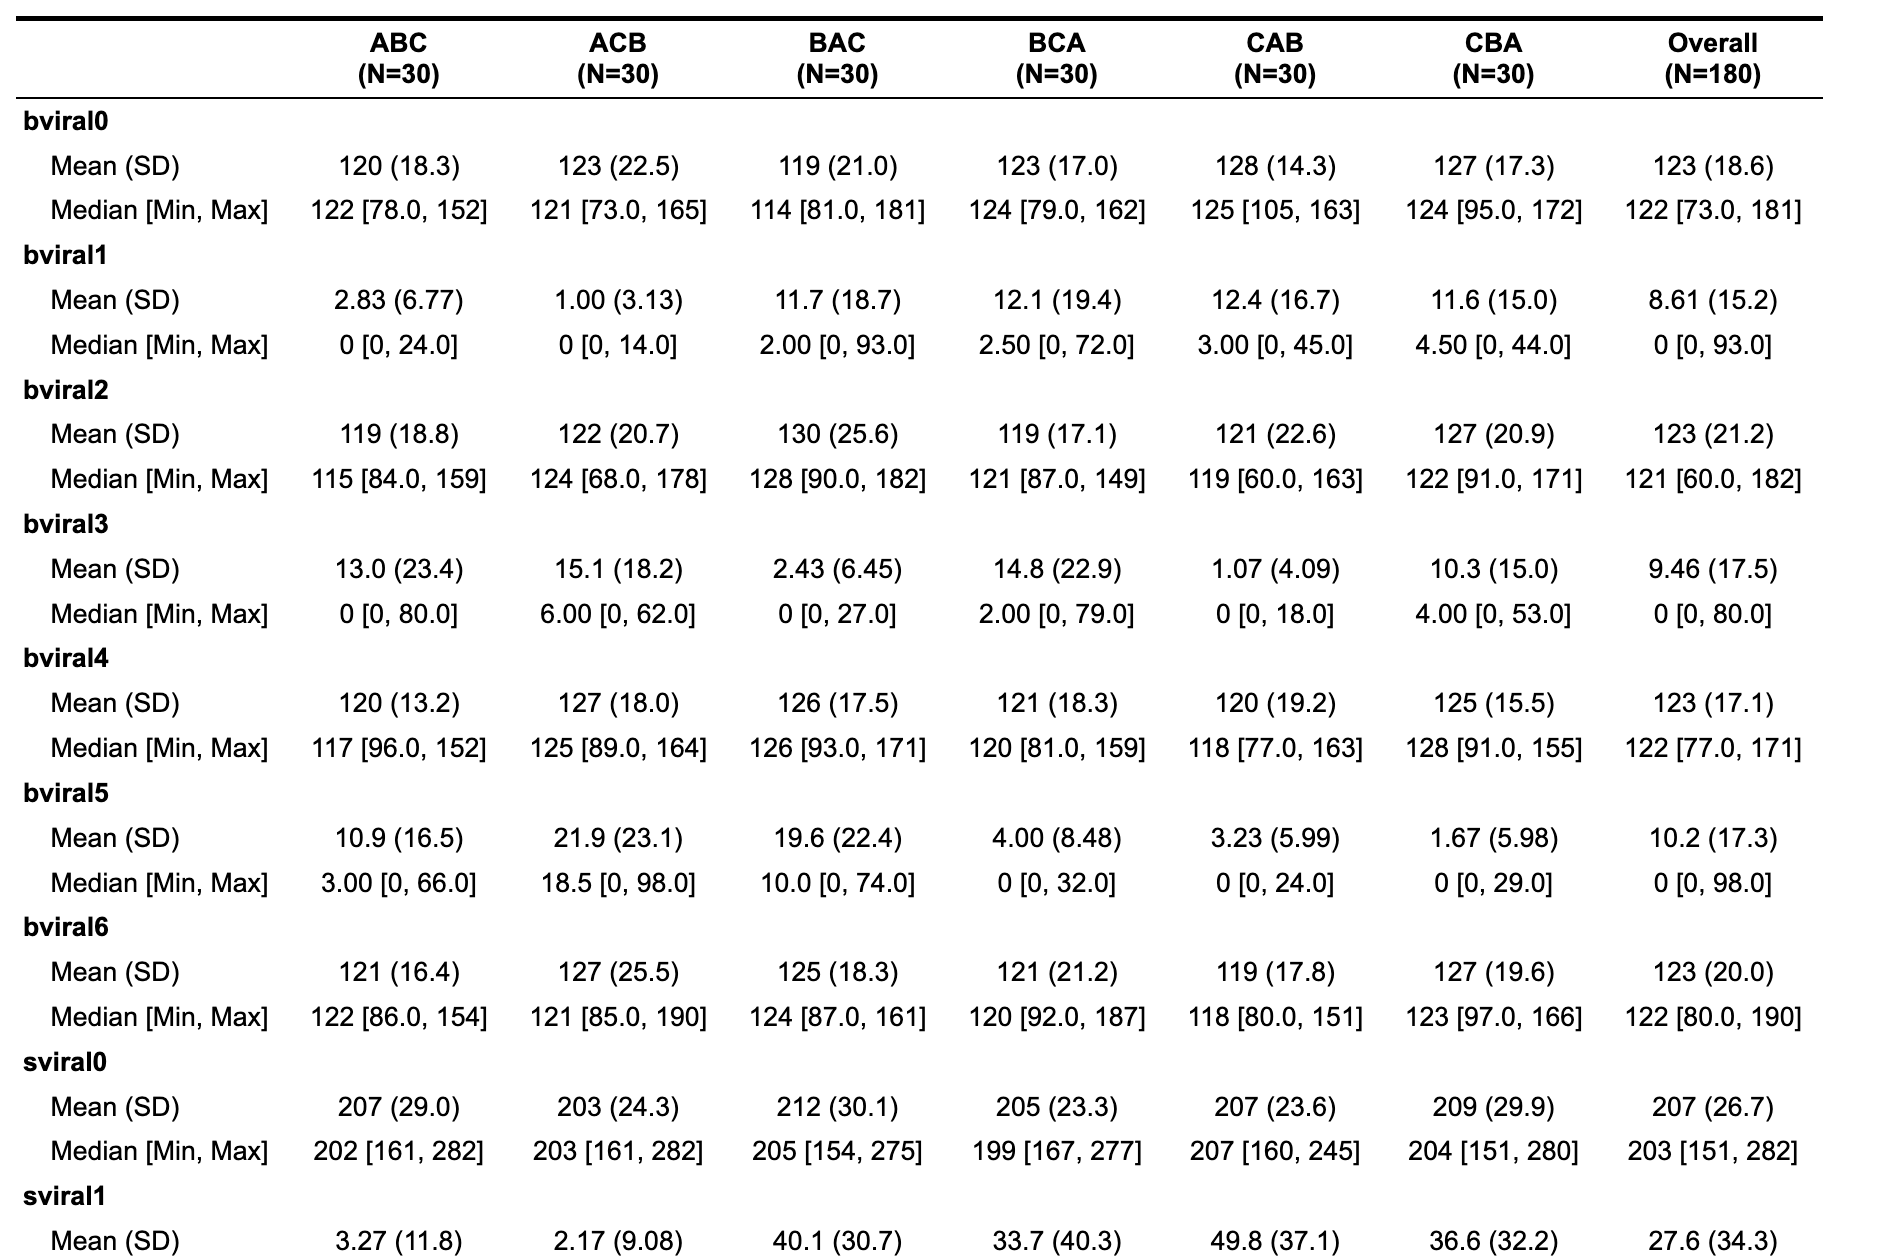 ABC ACB BAC BCA CAB CBA Overall
(N=30) (N=30) (N=30) (N=30) (N=30) (N=30) (N=180)
bviral0
Mean (SD) 120 (18.3) 123 (22.5) 119 (21.0) 123 (17.0) 128 (14.3) 127 (17.3) 123 (18.6)
Median [Min, Max] 122 [78.0, 152] 121 [73.0, 165] 114 [81.0, 181] 124 [79.0, 162] 125 [105, 163] 124 [95.0, 172] 122 [73.0, 181]
bviral1
Mean (SD) 2.83 (6.77) 1.00 (3.13) 11.7 (18.7) 12.1 (19.4) 12.4 (16.7) 11.6 (15.0) 8.61 (15.2)
Median [Min, Max] 0 [0, 24.0] 0 [0, 14.0] 2.00 [0, 93.0] 2.50 [0, 72.0] 3.00 [0, 45.0] 4.50 [0, 44.0] 0 [0, 93.0]
bviral2
Mean (SD) 119 (18.8) 122 (20.7) 130 (25.6) 119 (17.1) 121 (22.6) 127 (20.9) 123 (21.2)
Median [Min, Max] 115 [84.0, 159] 124 [68.0, 178] 128 [90.0, 182] 121 [87.0, 149] 119 [60.0, 163] 122 [91.0, 171] 121 [60.0, 182]
bviral3
Mean (SD) 13.0 (23.4) 15.1 (18.2) 2.43 (6.45) 14.8 (22.9) 1.07 (4.09) 10.3 (15.0) 9.46 (17.5)
Median [Min, Max] 0 [0, 80.0] 6.00 [0, 62.0] 0 [0, 27.0] 2.00 [0, 79.0] 0 [0, 18.0] 4.00 [0, 53.0] 0 [0, 80.0]
bviral4
Mean (SD) 120 (13.2) 127 (18.0) 126 (17.5) 121 (18.3) 120 (19.2) 125 (15.5) 123 (17.1)
Median [Min, Max] 117 [96.0, 152] 125 [89.0, 164] 126 [93.0, 171] 120 [81.0, 159] 118 [77.0, 163] 128 [91.0, 155] 122 [77.0, 171]
bviral5
Mean (SD) 10.9 (16.5) 21.9 (23.1) 19.6 (22.4) 4.00 (8.48) 3.23 (5.99) 1.67 (5.98) 10.2 (17.3)
Median [Min, Max] 3.00 [0, 66.0] 18.5 [0, 98.0] 10.0 [0, 74.0] 0 [0, 32.0] 0 [0, 24.0] 0 [0, 29.0] 0 [0, 98.0]
bviral6
Mean (SD) 121 (16.4) 127 (25.5) 125 (18.3) 121 (21.2) 119 (17.8) 127 (19.6) 123 (20.0)
Median [Min, Max] 122 [86.0, 154] 121 [85.0, 190] 124 [87.0, 161] 120 [92.0, 187] 118 [80.0, 151] 123 [97.0, 166] 122 [80.0, 190]
sviral0
Mean (SD) 207 (29.0) 203 (24.3) 212 (30.1) 205 (23.3) 207 (23.6) 209 (29.9) 207 (26.7)
Median [Min, Max] 202 [161, 282] 203 [161, 282] 205 [154, 275] 199 [167, 277] 207 [160, 245] 204 [151, 280] 203 [151, 282]
sviral1
Mean (SD) 3.27 (11.8) 2.17 (9.08) 40.1 (30.7) 33.7 (40.3) 49.8 (37.1) 36.6 (32.2) 27.6 (34.3)